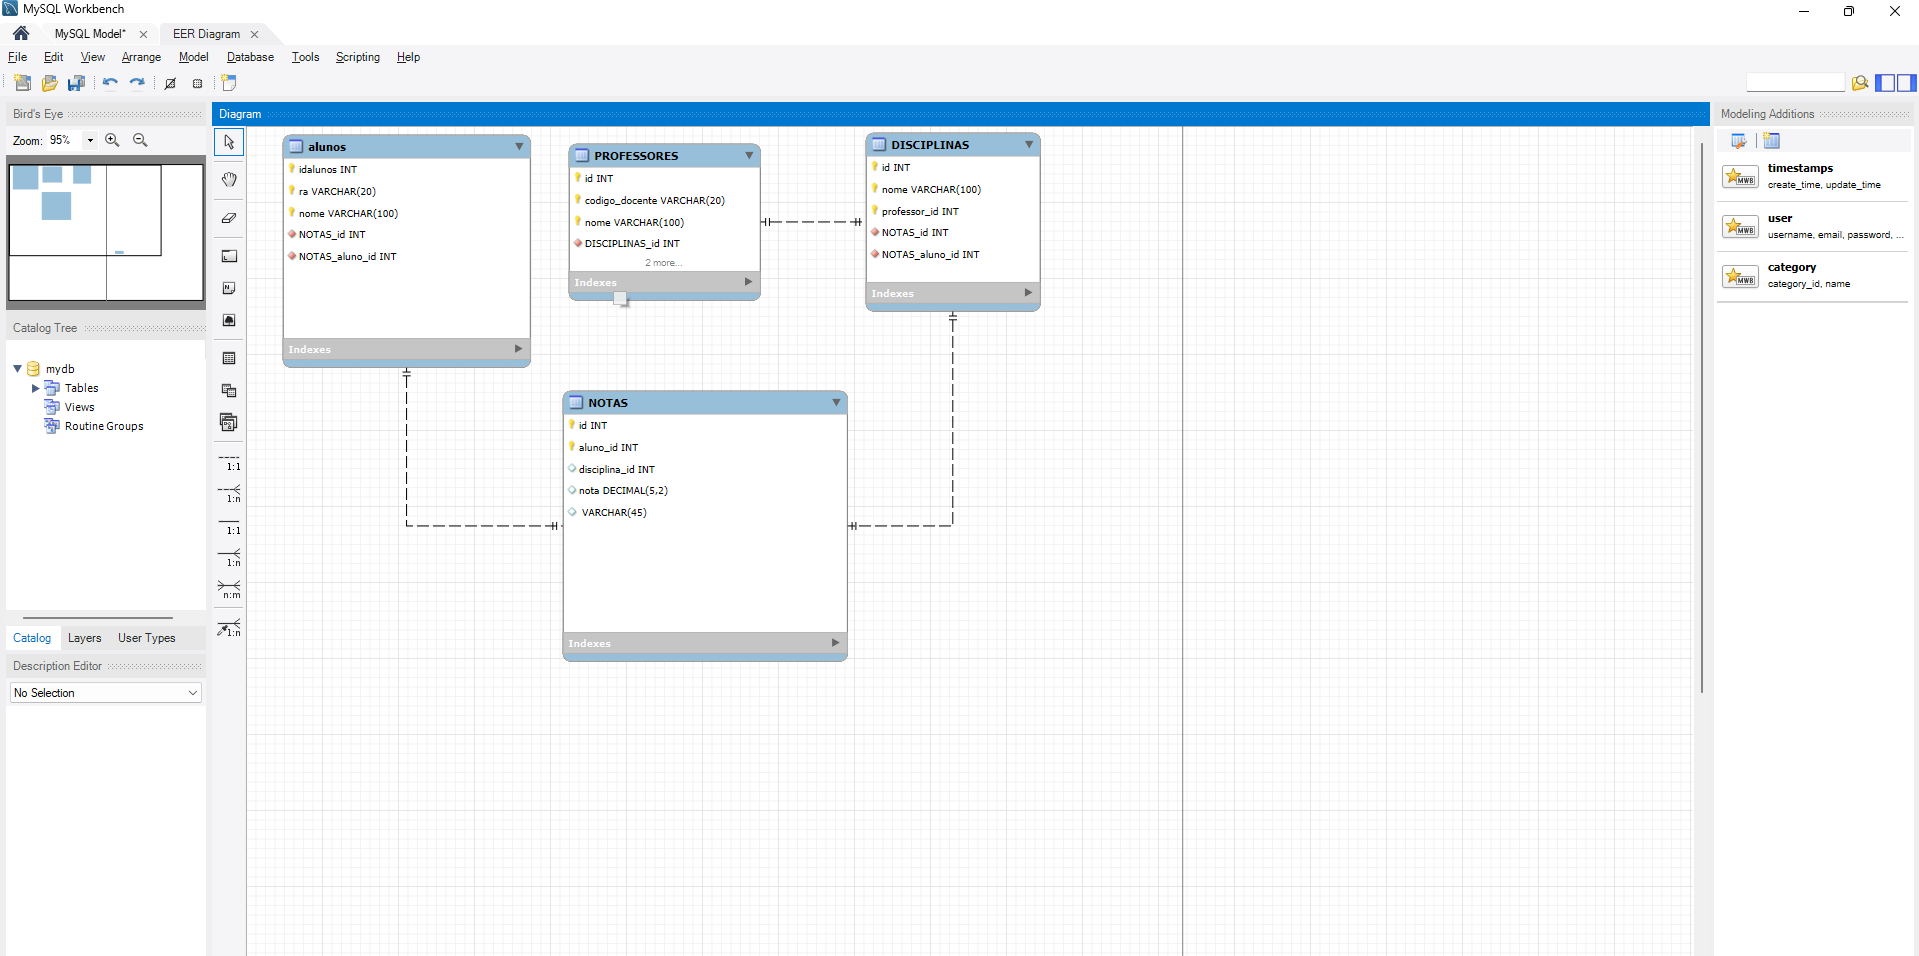 MySQL Workbench
MySQL Model*
EER Diagram
File Edit View Arrange Model Database Tools Scripting Help
Bird's Eye
Zoom: 95%
Catalog Tree
mydb
Tables
Views
Routine Groups
Catalog Layers User Types
Description Editor
No Selection
Diagram
1:1
1:n
1:1
1:n
n:m
1:n
alunos
idalunos INT
ra VARCHAR(20)
nome VARCHAR(100)
NOTAS_id INT
NOTAS_aluno_id INT
Indexes
PROFESSORES
id INT
codigo_docente VARCHAR(20)
nome VARCHAR(100)
DISCIPLINAS_id INT
2 more...
Indexes
DISCIPLINAS
id INT
nome VARCHAR(100)
professor_id INT
NOTAS_id INT
NOTAS_aluno_id INT
Indexes
NOTAS
id INT
aluno_id INT
disciplina_id INT
nota DECIMAL(5,2)
VARCHAR(45)
Indexes
Modeling Additions
MWB
timestamps
create_time, update_time
MWB
user
username, email, password, ...
MWB
category
category_id, name